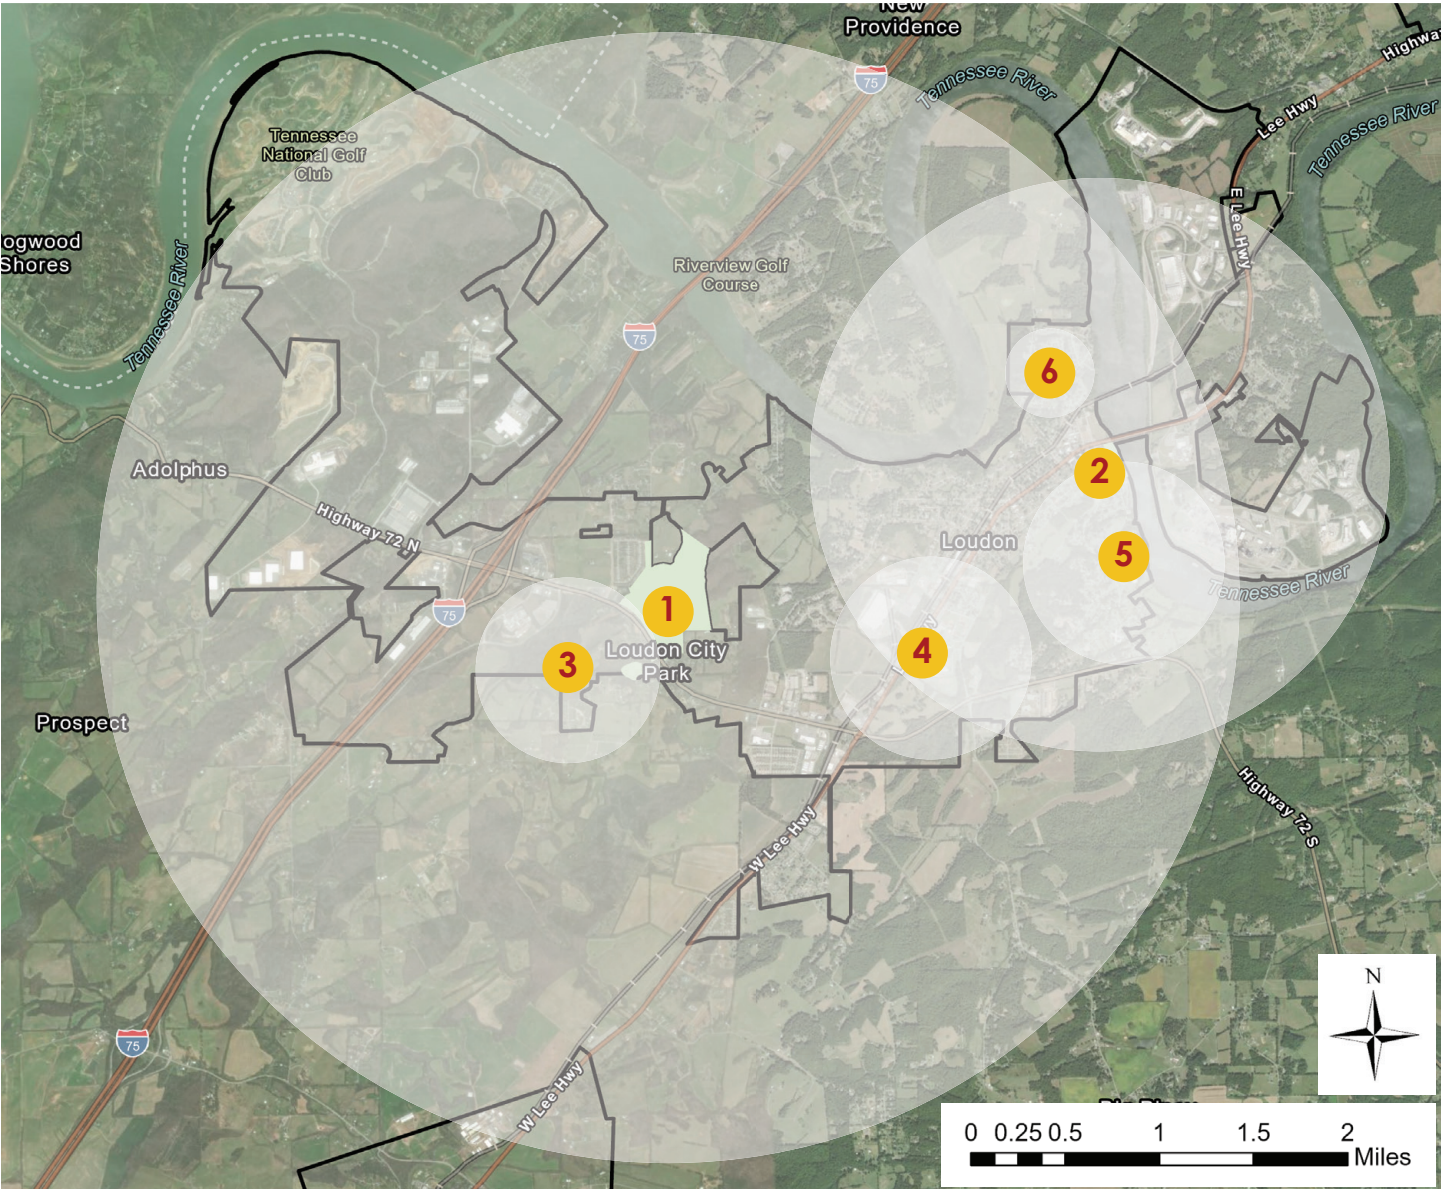 New
Providence
Highwa
75
Tennessee River
Lee Hwy
Tennessee River
Tennessee
National Golf
Club
E Lee Hwy
ogwood
Shores
Tennessee River
Riverview Golf
Course
75
6
Adolphus
2
Highway 72 N
Loudon
5
Tennessee River
75
1
Loudon City
Park
3
4
Prospect
W Lee Hwy
Highway 72 S
N
75
W Lee Hwy
0 0.25 0.5 1 1.5 2
Miles